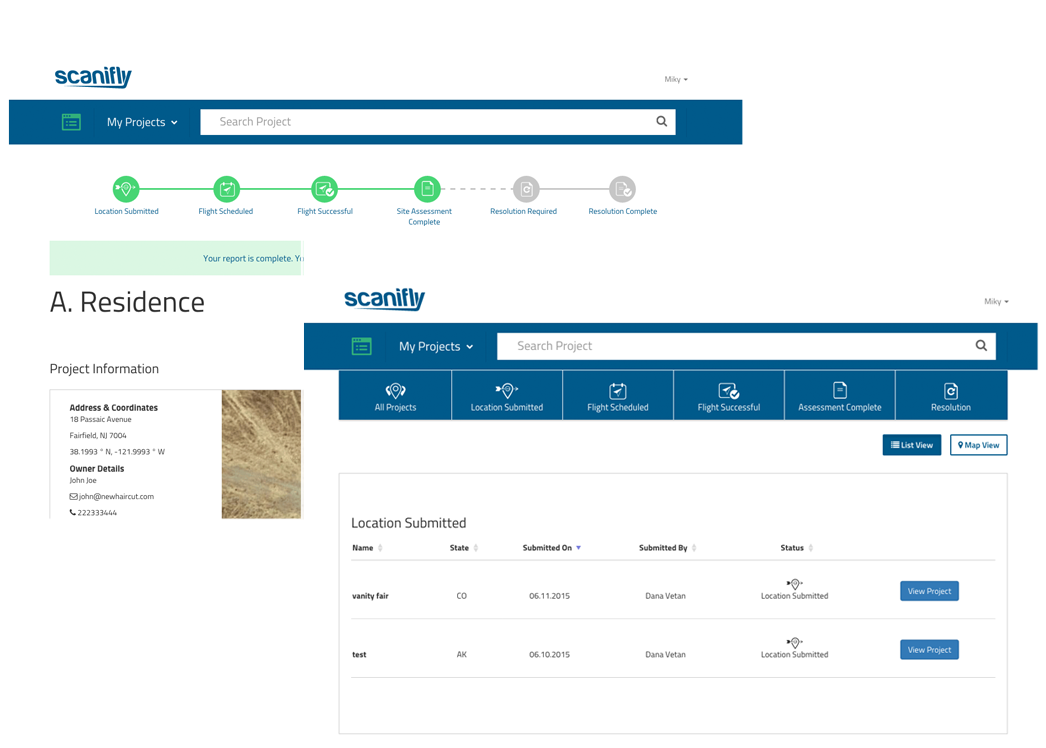 scanifly
Miky
My Projects
Search Project
Location Submitted
Flight Scheduled
Flight Successful
Site Assessment
Complete
Resolution Required
Resolution Complete
Your report is complete.
A. Residence
Project Information
Address & Coordinates
18 Passaic Avenue
Fairfield, NJ 7004
38.1993 ° N, -121.9993 ° W
Owner Details
John Joe
john@newhaircut.com
222333444
scanifly
Miky
My Projects
Search Project
All Projects
Location Submitted
Flight Scheduled
Flight Successful
Assessment Complete
Resolution
List View
Map View
Location Submitted
Name State Submitted On Submitted By Status
vanity fair CO 06.11.2015 Dana Vetan Location Submitted View Project
test AK 06.10.2015 Dana Vetan Location Submitted View Project